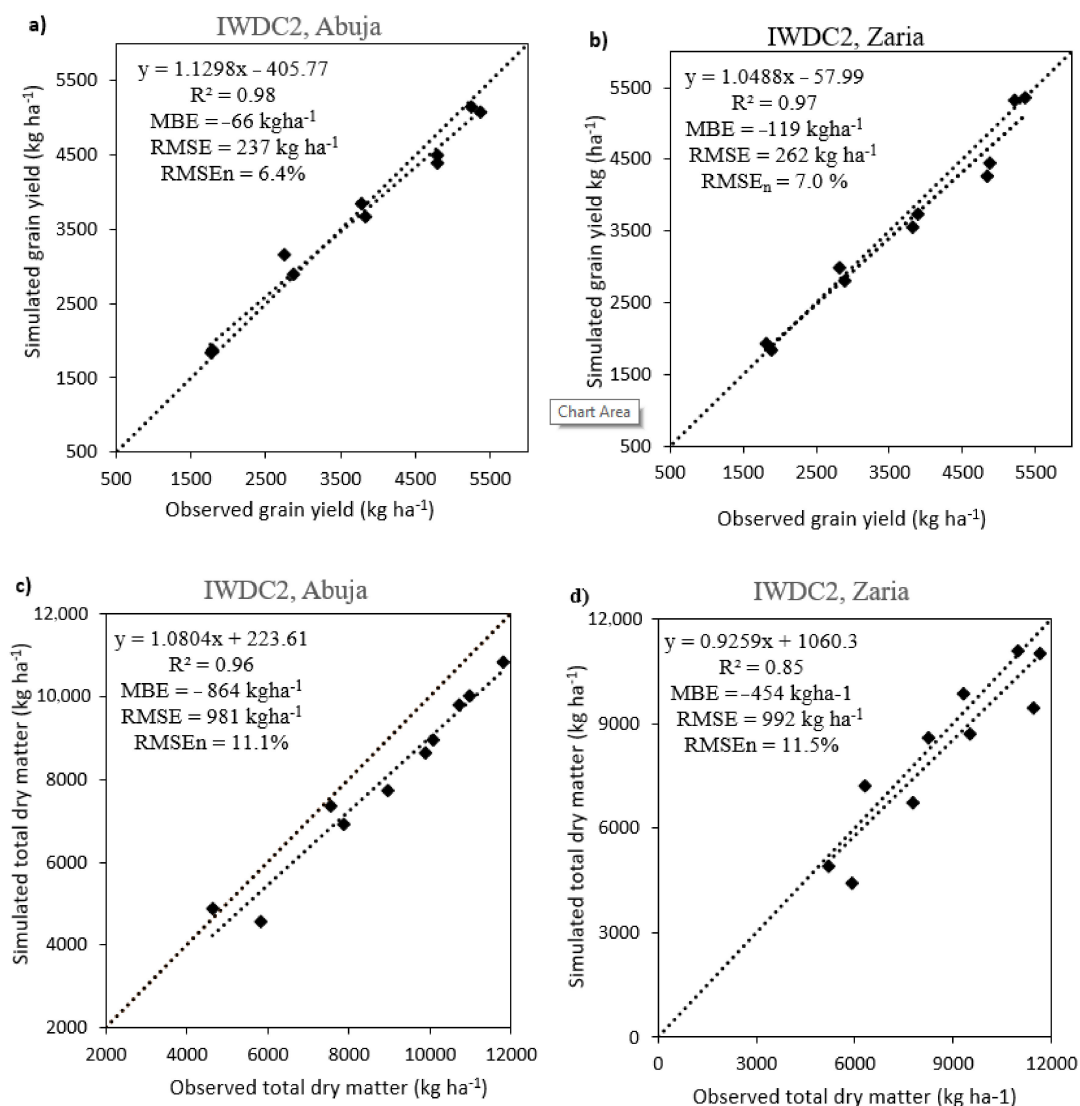 a)
IWDC2, Abuja
y = 1.1298x – 405.77
R² = 0.98
MBE = –66 kgha⁻¹
RMSE = 237 kg ha⁻¹
RMSEn = 6.4%
Simulated grain yield (kg ha⁻¹)
5500
4500
3500
2500
1500
500
500 1500 2500 3500 4500 5500
Observed grain yield (kg ha⁻¹)
b)
IWDC2, Zaria
y = 1.0488x – 57.99
R² = 0.97
MBE = –119 kgha⁻¹
RMSE = 262 kg ha⁻¹
RMSEₙ = 7.0 %
Simulated grain yield kg (ha⁻¹)
5500
4500
3500
2500
1500
500
Chart Area
500 1500 2500 3500 4500 5500
Observed grain yield (kg ha⁻¹)
c)
IWDC2, Abuja
y = 1.0804x + 223.61
R² = 0.96
MBE = – 864 kgha⁻¹
RMSE = 981 kgha⁻¹
RMSEn = 11.1%
Simulated total dry matter (kg ha⁻¹)
12,000
10,000
8000
6000
4000
2000
2000 4000 6000 8000 10000 12000
Observed total dry matter (kg ha⁻¹)
d)
IWDC2, Zaria
y = 0.9259x + 1060.3
R² = 0.85
MBE = –454 kgha-1
RMSE = 992 kg ha⁻¹
RMSEn = 11.5%
Simulated total dry matter (kg ha⁻¹)
12,000
9000
6000
3000
0
0 3000 6000 9000 12000
Observed total dry matter (kg ha-1)